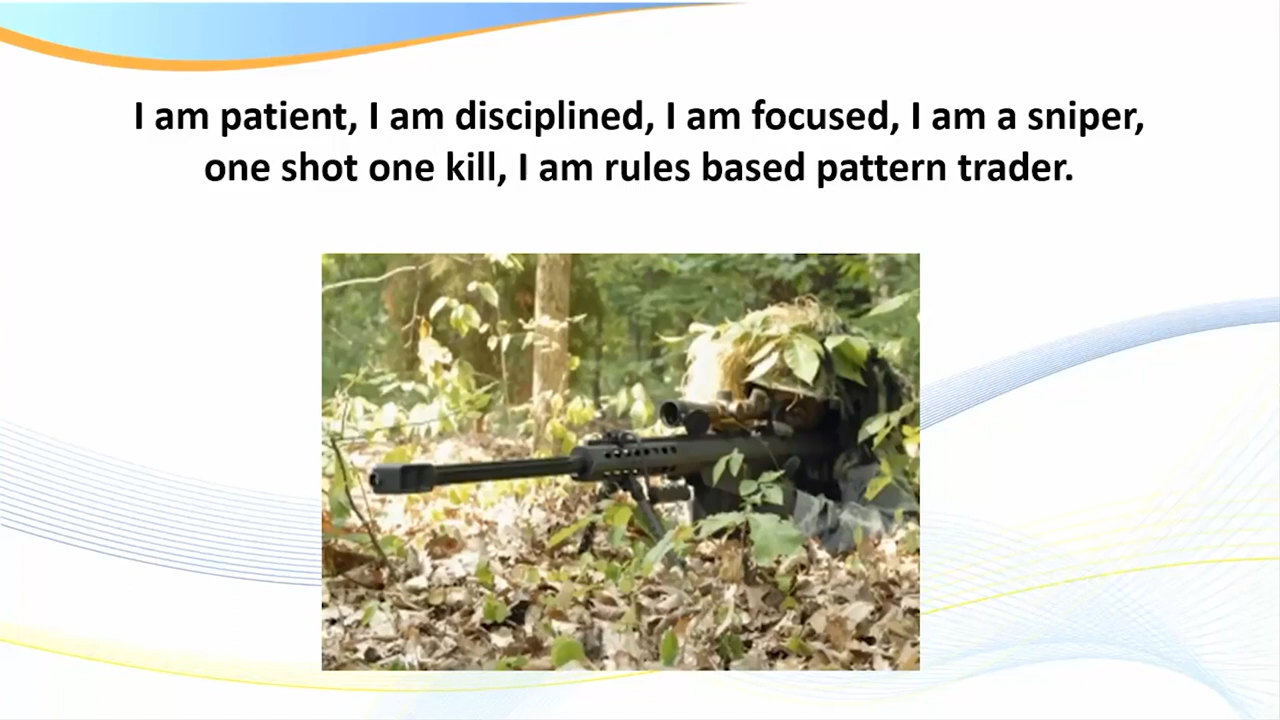 I am patient, I am disciplined, I am focused, I am a sniper,
one shot one kill, I am rules based pattern trader.